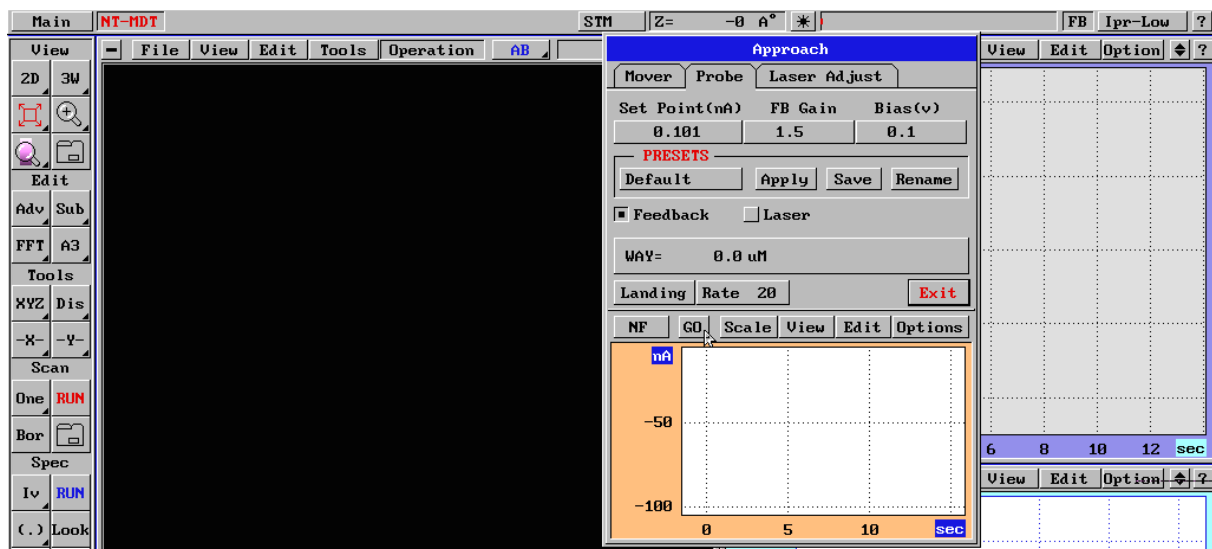 Main NT-MDT STM Z= -0 A° FB Ipr-Low ?
View File View Edit Tools Operation AB Approach View Edit Option ?
2D 3W Mover Probe Laser Adjust
Set Point(nA) FB Gain Bias(v)
0.101 1.5 0.1
PRESETS
Default Apply Save Rename
Edit
Adv Sub Feedback Laser
FFT A3 WAY= 0.0 uM
Tools
XYZ Dis Landing Rate 20 Exit
-X- -Y- NF GO Scale View Edit Options
Scan nA
One RUN
-50
Bor 6 8 10 12 sec
Spec View Edit Option ?
Iv RUN
-100
(.) Look 0 5 10 sec